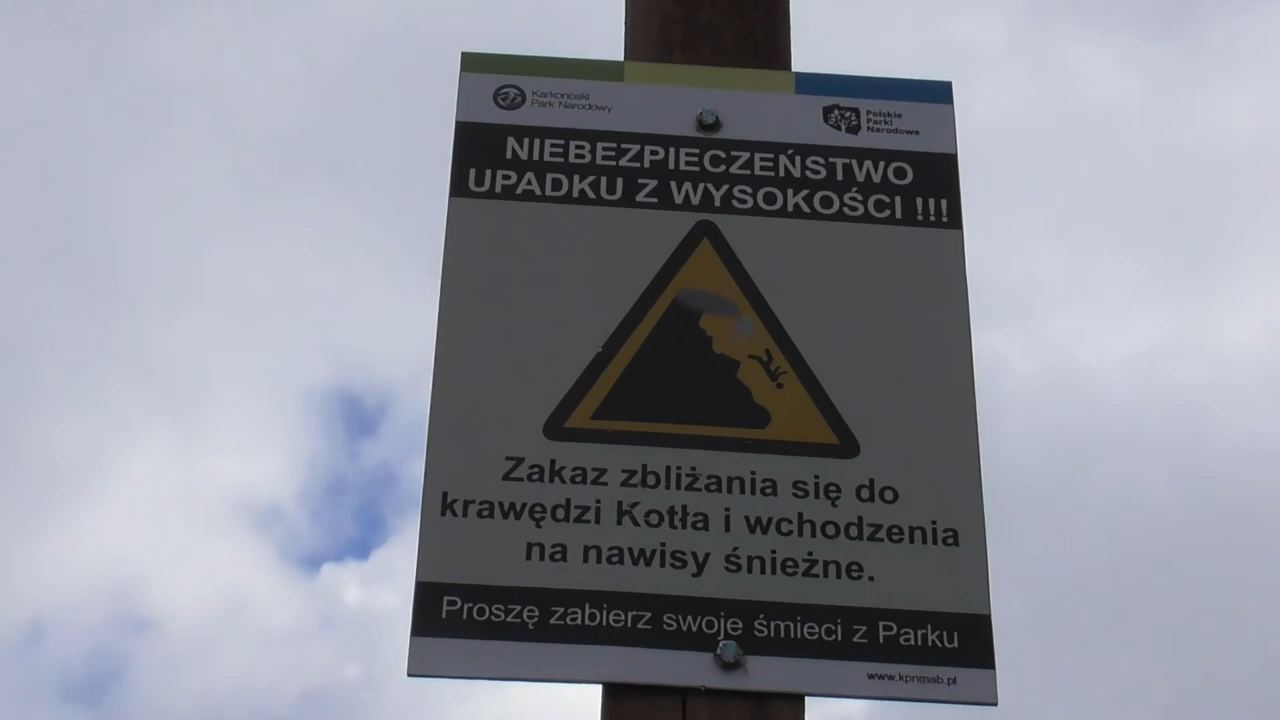 Karkonoski
Park Narodowy
Polskie
Parki
Narodowe
NIEBEZPIECZEŃSTWO
UPADKU Z WYSOKOŚCI !!!
Zakaz zbliżania się do
krawędzi Kotła i wchodzenia
na nawisy śnieżne.
Proszę zabierz swoje śmieci z Parku
www.kpnmab.pl